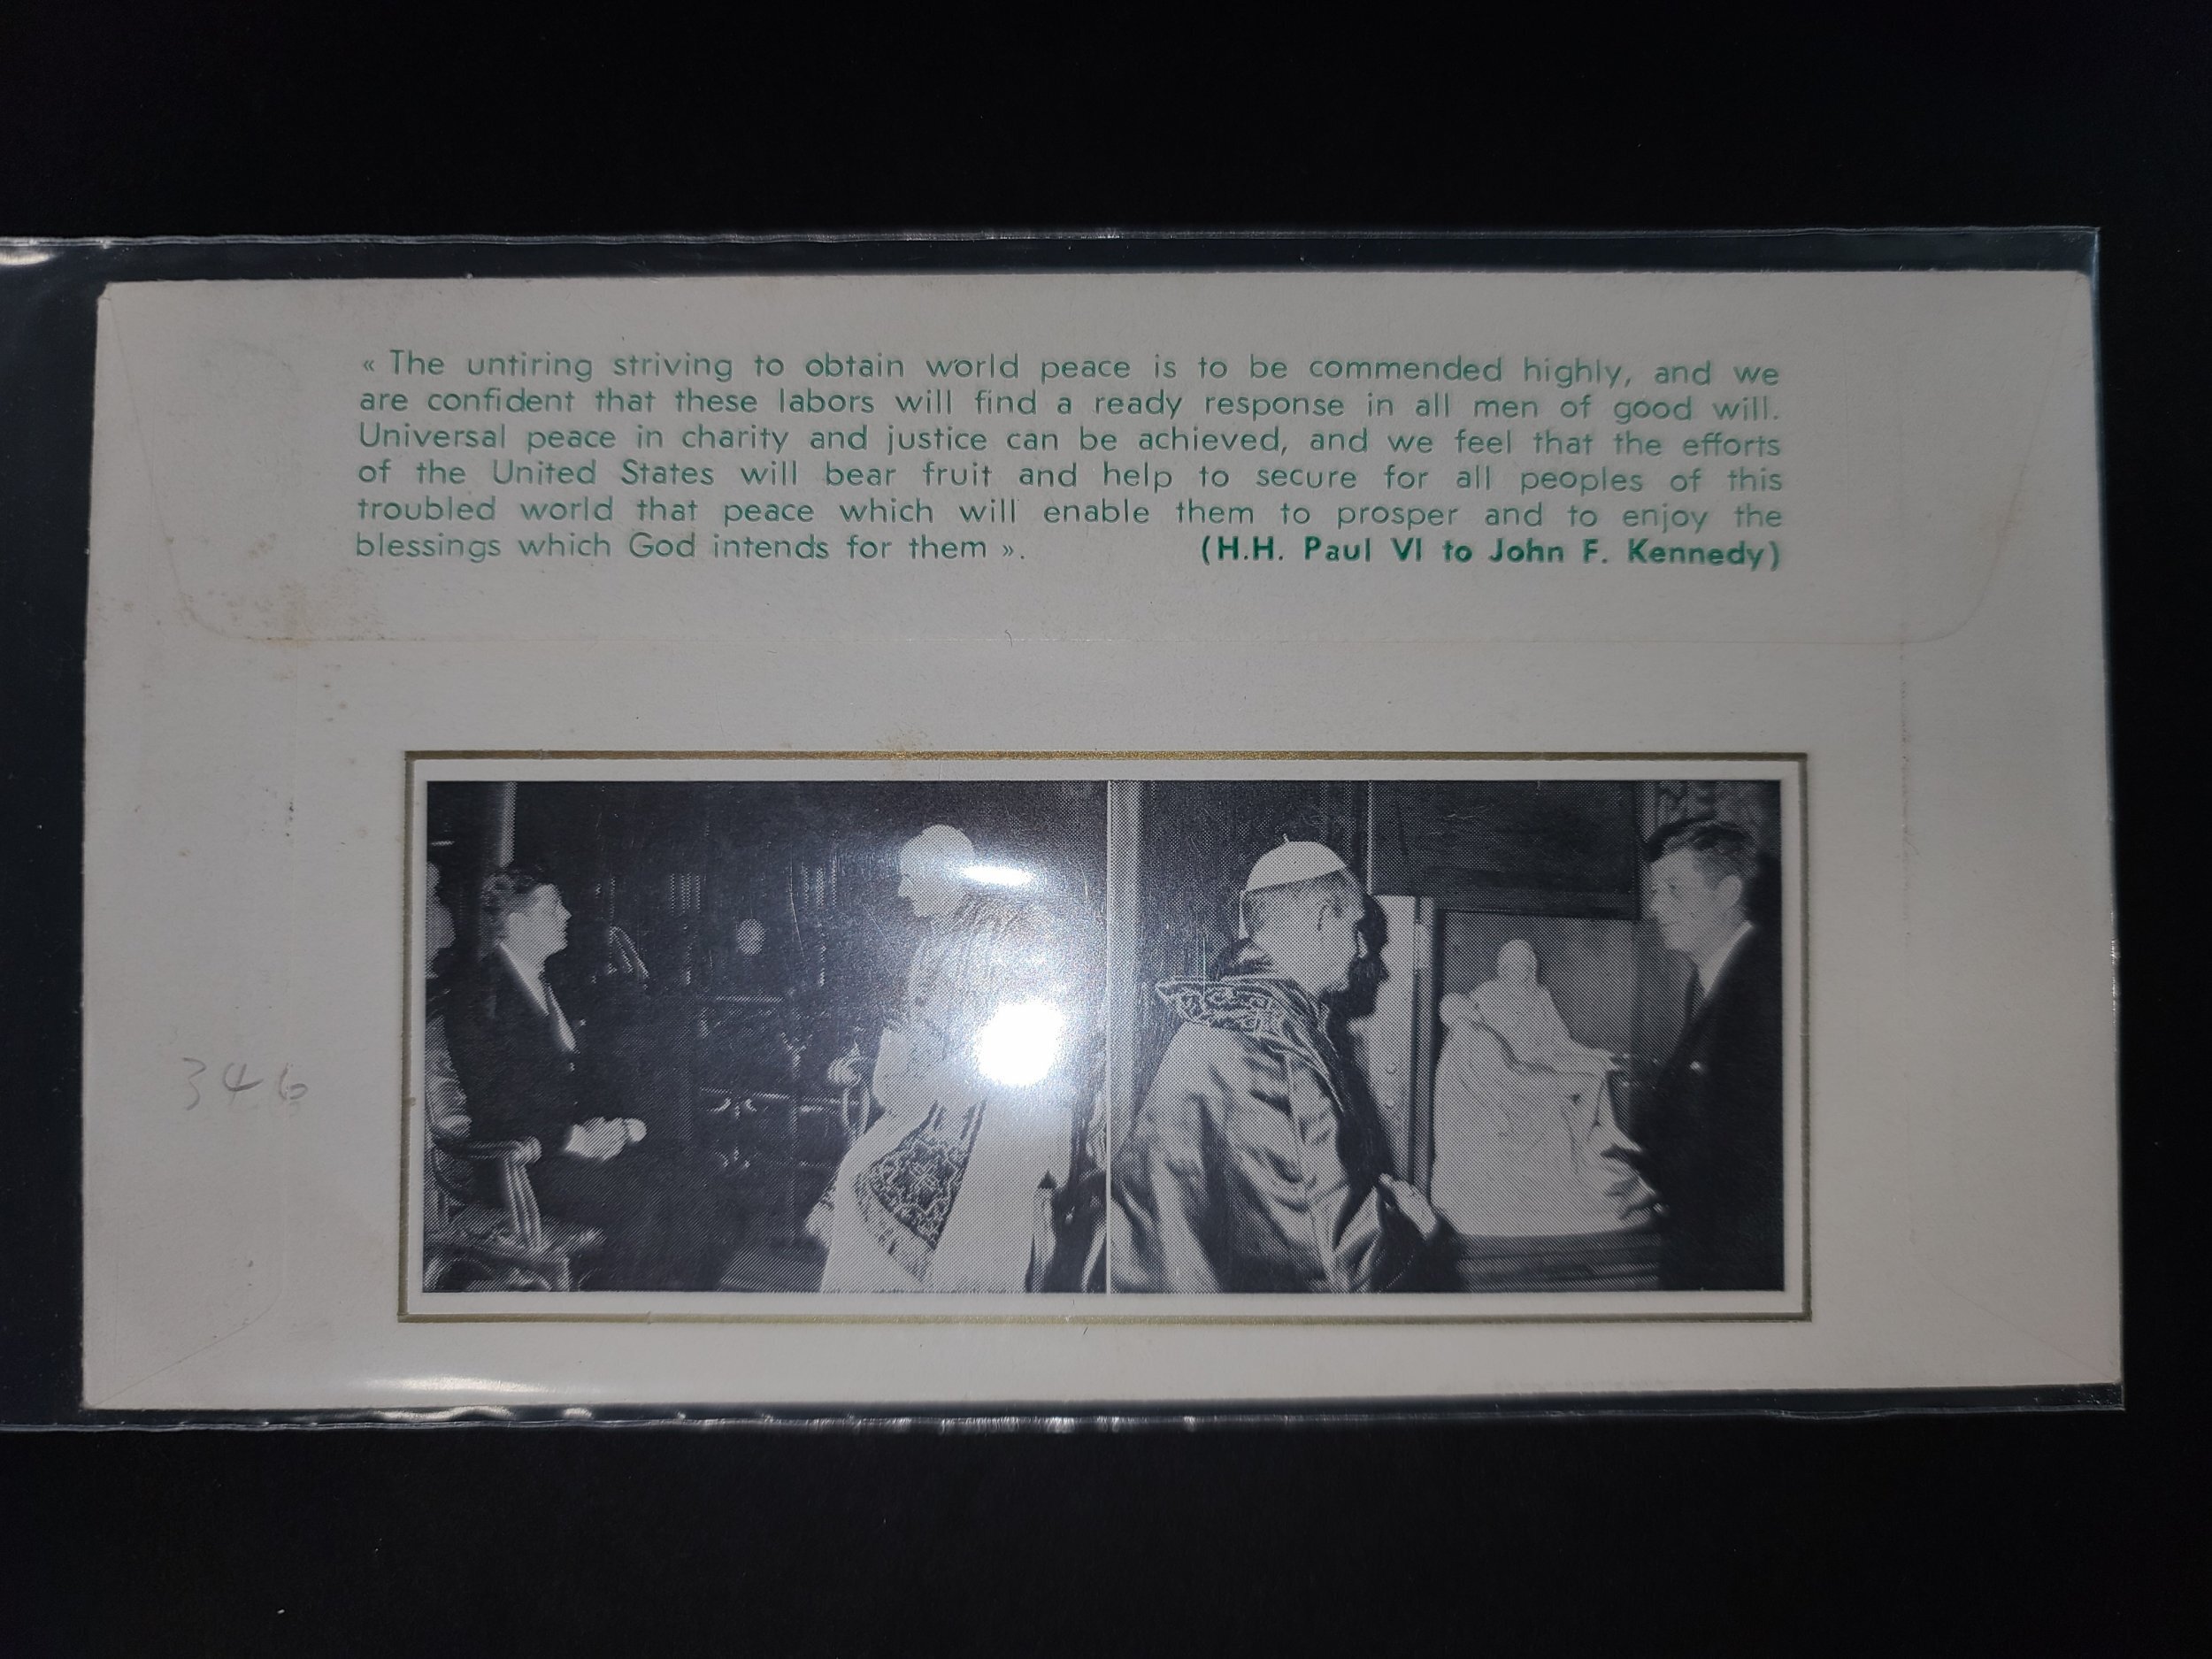 « The untiring striving to obtain world peace is to be commended highly, and we
are confident that these labors will find a ready response in all men of good will.
Universal peace in charity and justice can be achieved, and we feel that the efforts
of the United States will bear fruit and help to secure for all peoples of this
troubled world that peace which will enable them to prosper and to enjoy the
blessings which God intends for them ». (H.H. Paul VI to John F. Kennedy)
346